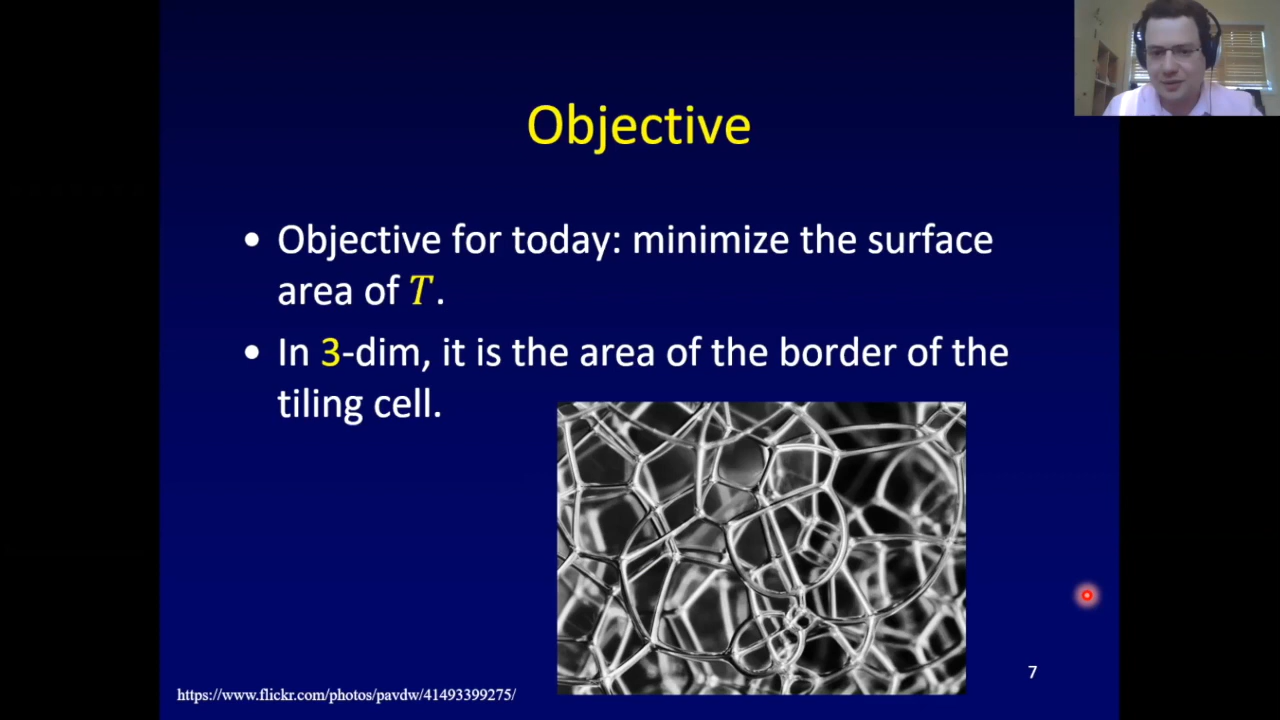 Objective
• Objective for today: minimize the surface
area of T.
• In 3-dim, it is the area of the border of the
tiling cell.
7
https://www.flickr.com/photos/pavdw/41493399275/